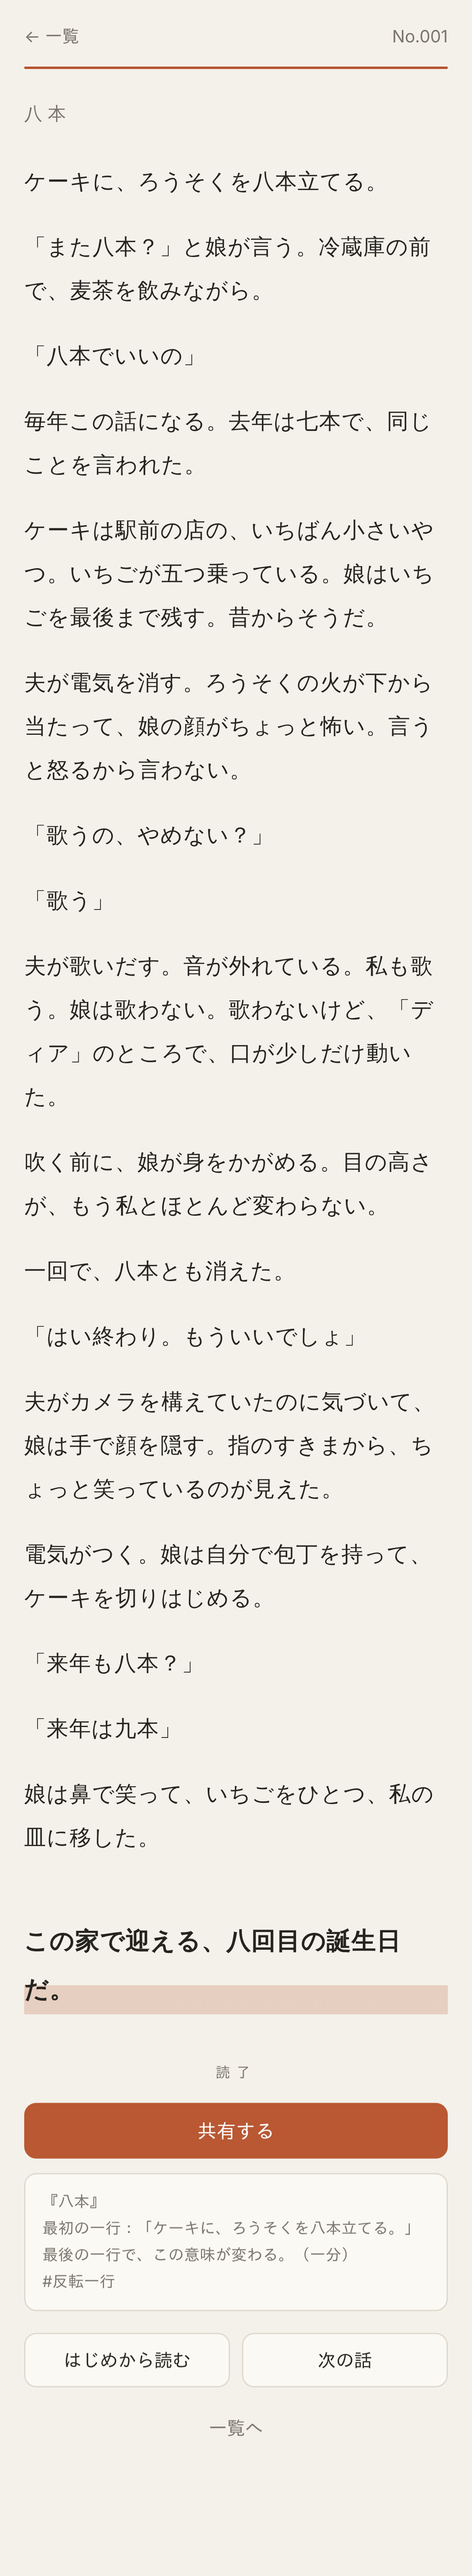 ← 一覧
No.001
八本
ケーキに、ろうそくを八本立てる。
「また八本？」と娘が言う。冷蔵庫の前
で、麦茶を飲みながら。
「八本でいいの」
毎年この話になる。去年は七本で、同じ
ことを言われた。
ケーキは駅前の店の、いちばん小さいや
つ。いちごが五つ乗っている。娘はいち
ごを最後まで残す。昔からそうだ。
夫が電気を消す。ろうそくの火が下から
当たって、娘の顔がちょっと怖い。言う
と怒るから言わない。
「歌うの、やめない？」
「歌う」
夫が歌いだす。音が外れている。私も歌
う。娘は歌わない。歌わないけど、「デ
ィア」のところで、口が少しだけ動い
た。
吹く前に、娘が身をかがめる。目の高さ
が、もう私とほとんど変わらない。
一回で、八本とも消えた。
「はい終わり。もういいでしょ」
夫がカメラを構えていたのに気づいて、
娘は手で顔を隠す。指のすきまから、ち
ょっと笑っているのが見えた。
電気がつく。娘は自分で包丁を持って、
ケーキを切りはじめる。
「来年も八本？」
「来年は九本」
娘は鼻で笑って、いちごをひとつ、私の
皿に移した。
この家で迎える、八回目の誕生日
だ。
読了
共有する
『八本』
最初の一行：「ケーキに、ろうそくを八本立てる。」
最後の一行で、この意味が変わる。（一分）
#反転一行
はじめから読む
次の話
一覧へ